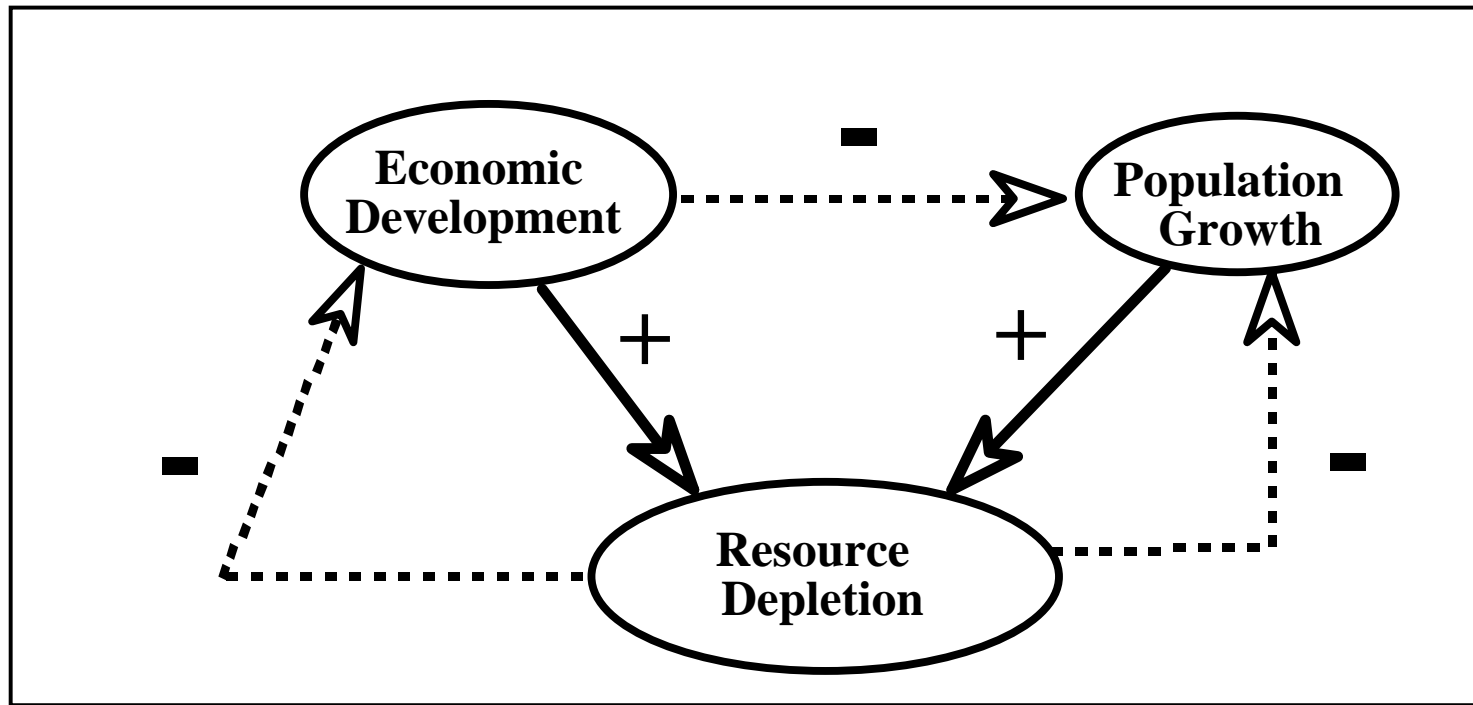 Economic
Development
-
Population
Growth
+
+
-
-
Resource
Depletion